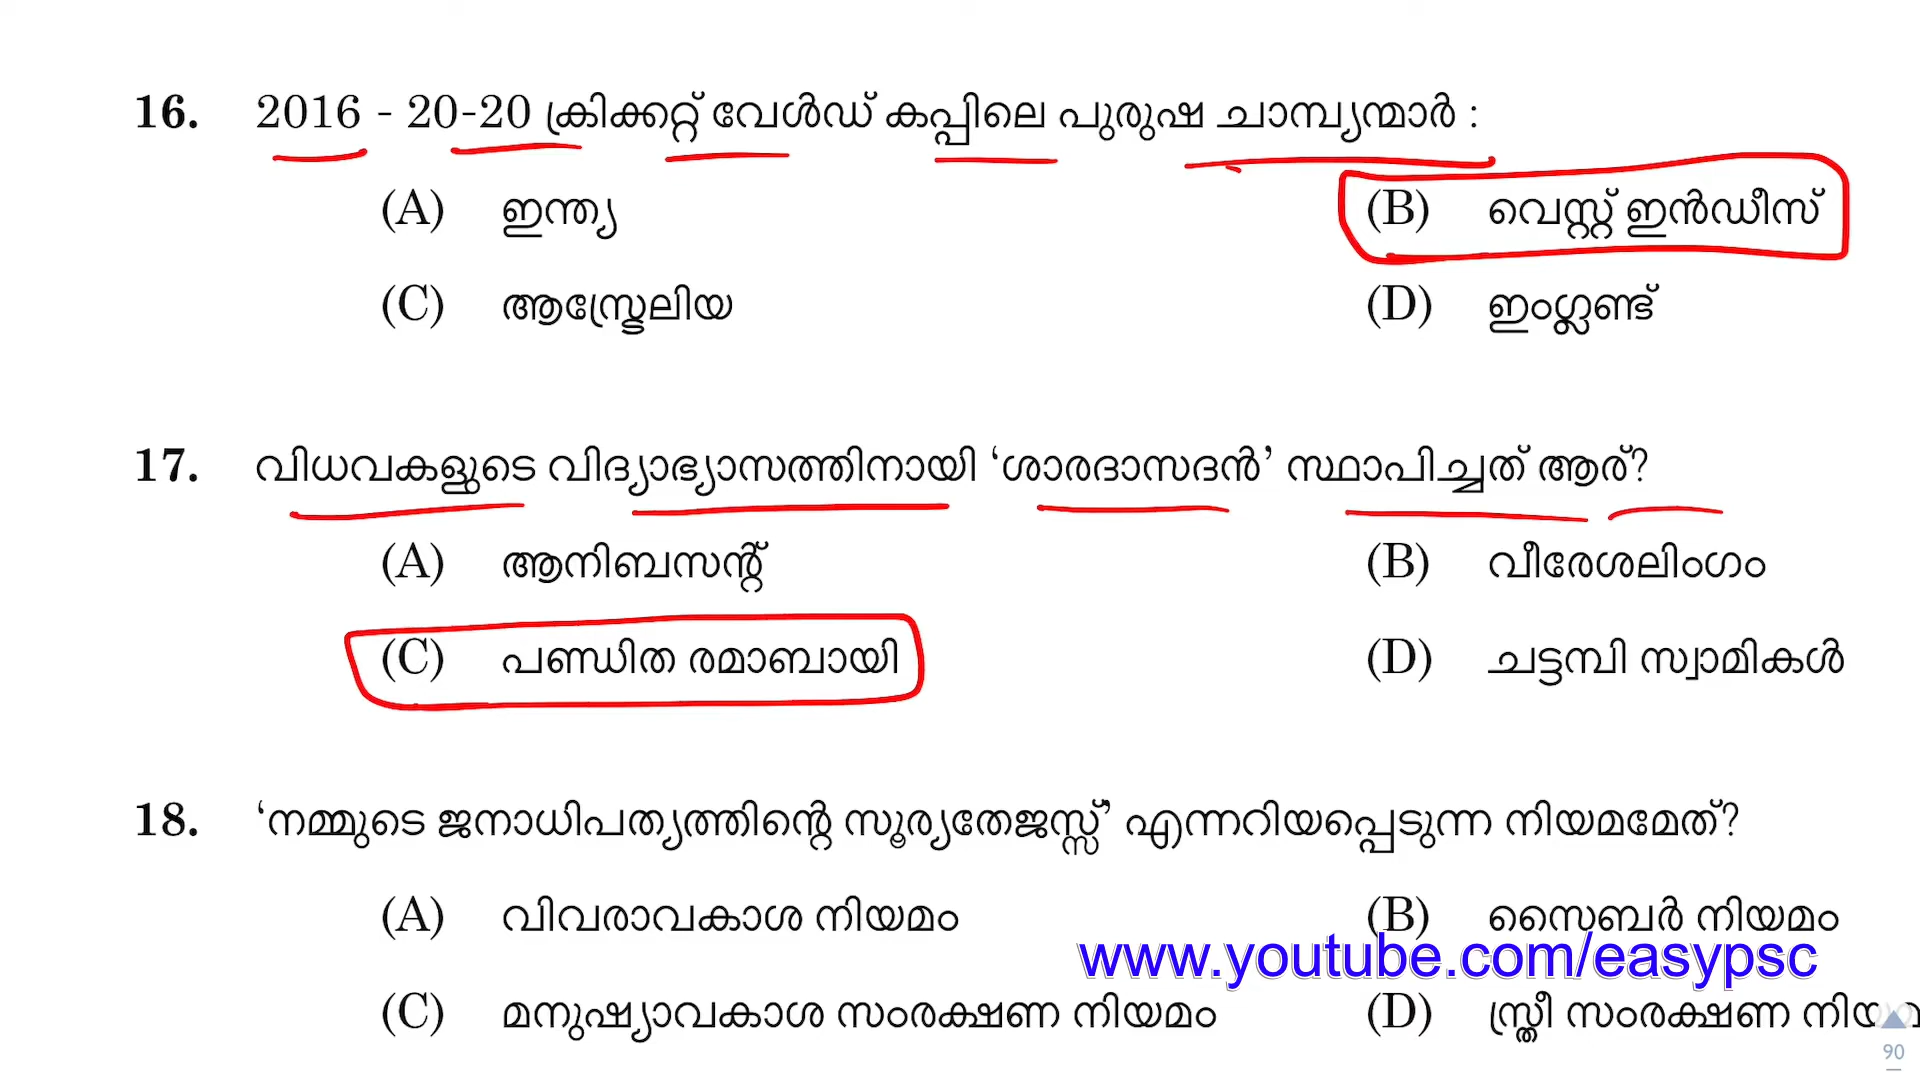 16. 2016 - 20-20 ക്രിക്കറ്റ് വേൾഡ് കപ്പിലെ പുരുഷ ചാമ്പ്യന്മാർ :
(A) ഇന്ത്യ (B) വെസ്റ്റ് ഇൻഡീസ്
(C) ആസ്ട്രേലിയ (D) ഇംഗ്ലണ്ട്
17. വിധവകളുടെ വിദ്യാഭ്യാസത്തിനായി ‘ശാരദാസദൻ’ സ്ഥാപിച്ചത് ആര്?
(A) ആനിബസന്റ് (B) വീരേശലിംഗം
(C) പണ്ഡിത രമാബായി (D) ചട്ടമ്പി സ്വാമികൾ
18. ‘നമ്മുടെ ജനാധിപത്യത്തിന്റെ സൂര്യതേജസ്സ്’ എന്നറിയപ്പെടുന്ന നിയമമേത്?
(A) വിവരാവകാശ നിയമം (B) സൈബർ നിയമം
www.youtube.com/easypsc
(C) മനുഷ്യാവകാശ സംരക്ഷണ നിയമം (D) സ്ത്രീ സംരക്ഷണ
90